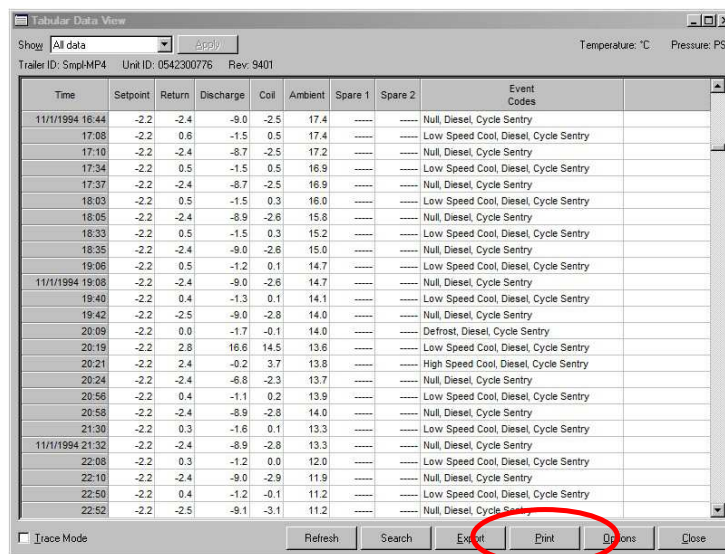 Tabular Data View
Show All data Apply Temperature: °C Pressure: PS
Trailer ID: Smpl-MP4 Unit ID: 0542300776 Rev: 9401
Time Setpoint Return Discharge Coil Ambient Spare 1 Spare 2 Event Codes
11/1/1994 16:44 -2.2 -2.4 -9.0 -2.5 17.4 ----- ----- Null, Diesel, Cycle Sentry
17:08 -2.2 0.6 -1.5 0.5 17.4 ----- ----- Low Speed Cool, Diesel, Cycle Sentry
17:10 -2.2 -2.4 -8.7 -2.5 17.2 ----- ----- Null, Diesel, Cycle Sentry
17:34 -2.2 0.5 -1.5 0.5 16.9 ----- ----- Low Speed Cool, Diesel, Cycle Sentry
17:37 -2.2 -2.4 -8.7 -2.5 16.9 ----- ----- Null, Diesel, Cycle Sentry
18:03 -2.2 0.5 -1.5 0.3 16.0 ----- ----- Low Speed Cool, Diesel, Cycle Sentry
18:05 -2.2 -2.4 -8.9 -2.6 15.8 ----- ----- Null, Diesel, Cycle Sentry
18:33 -2.2 0.5 -1.5 0.3 15.2 ----- ----- Low Speed Cool, Diesel, Cycle Sentry
18:35 -2.2 -2.4 -9.0 -2.6 15.0 ----- ----- Null, Diesel, Cycle Sentry
19:06 -2.2 0.5 -1.2 0.1 14.7 ----- ----- Low Speed Cool, Diesel, Cycle Sentry
11/1/1994 19:08 -2.2 -2.4 -9.0 -2.6 14.7 ----- ----- Null, Diesel, Cycle Sentry
19:40 -2.2 0.4 -1.3 0.1 14.1 ----- ----- Low Speed Cool, Diesel, Cycle Sentry
19:42 -2.2 -2.5 -9.0 -2.8 14.0 ----- ----- Null, Diesel, Cycle Sentry
20:09 -2.2 0.0 -1.7 -0.1 14.0 ----- ----- Defrost, Diesel, Cycle Sentry
20:19 -2.2 2.8 16.6 14.5 13.6 ----- ----- Low Speed Cool, Diesel, Cycle Sentry
20:21 -2.2 2.4 -0.2 3.7 13.8 ----- ----- High Speed Cool, Diesel, Cycle Sentry
20:24 -2.2 -2.4 -6.8 -2.3 13.7 ----- ----- Null, Diesel, Cycle Sentry
20:56 -2.2 0.4 -1.1 0.2 13.9 ----- ----- Low Speed Cool, Diesel, Cycle Sentry
20:58 -2.2 -2.4 -8.9 -2.8 14.0 ----- ----- Null, Diesel, Cycle Sentry
21:30 -2.2 0.3 -1.6 0.1 13.3 ----- ----- Low Speed Cool, Diesel, Cycle Sentry
11/1/1994 21:32 -2.2 -2.4 -8.9 -2.8 13.3 ----- ----- Null, Diesel, Cycle Sentry
22:08 -2.2 0.3 -1.2 0.0 12.0 ----- ----- Low Speed Cool, Diesel, Cycle Sentry
22:10 -2.2 -2.4 -9.0 -2.9 11.9 ----- ----- Null, Diesel, Cycle Sentry
22:50 -2.2 0.4 -1.2 -0.1 11.2 ----- ----- Low Speed Cool, Diesel, Cycle Sentry
22:52 -2.2 -2.5 -9.1 -3.1 11.2 ----- ----- Null, Diesel, Cycle Sentry
Trace Mode Refresh Search Export Print Options Close